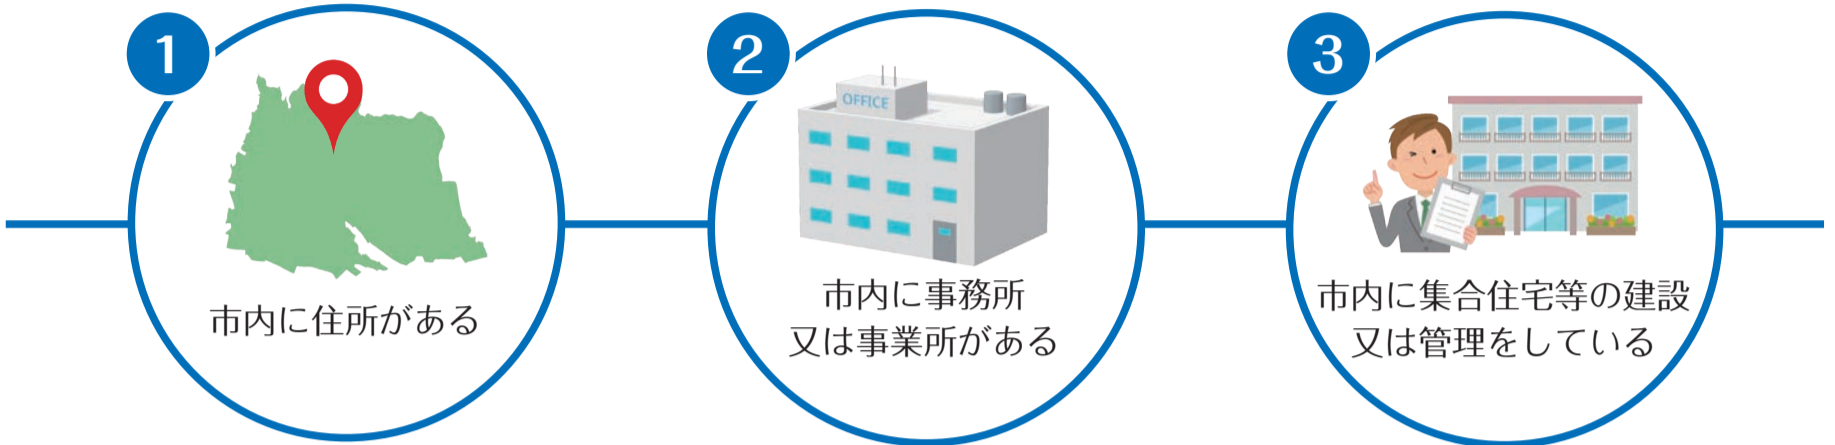 1
市内に住所がある
2
OFFICE
市内に事務所
又は事業所がある
3
市内に集合住宅等の建設
又は管理をしている